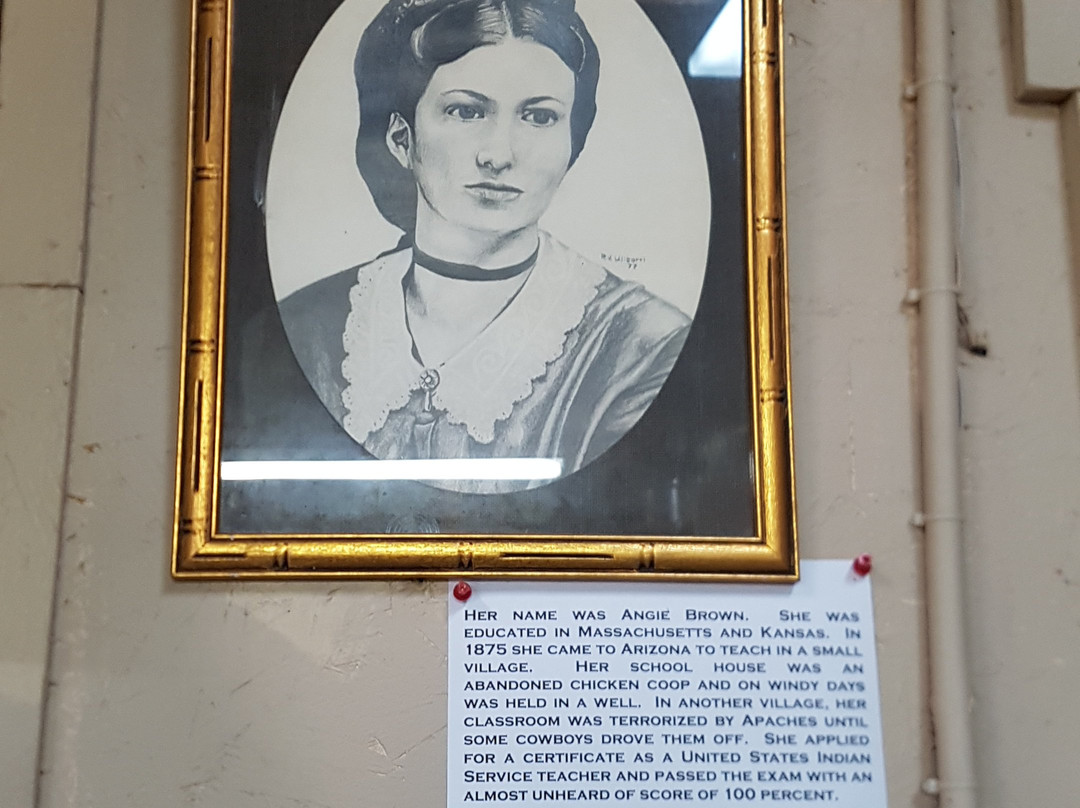 HER NAME WAS ANGIE BROWN. SHE WAS
EDUCATED IN MASSACHUSETTS AND KANSAS. IN
1875 SHE CAME TO ARIZONA TO TEACH IN A SMALL
VILLAGE. HER SCHOOL HOUSE WAS AN
ABANDONED CHICKEN COOP AND ON WINDY DAYS
WAS HELD IN A WELL. IN ANOTHER VILLAGE, HER
CLASSROOM WAS TERRORIZED BY APACHES UNTIL
SOME COWBOYS DROVE THEM OFF. SHE APPLIED
FOR A CERTIFICATE AS A UNITED STATES INDIAN
SERVICE TEACHER AND PASSED THE EXAM WITH AN
ALMOST UNHEARD OF SCORE OF 100 PERCENT.